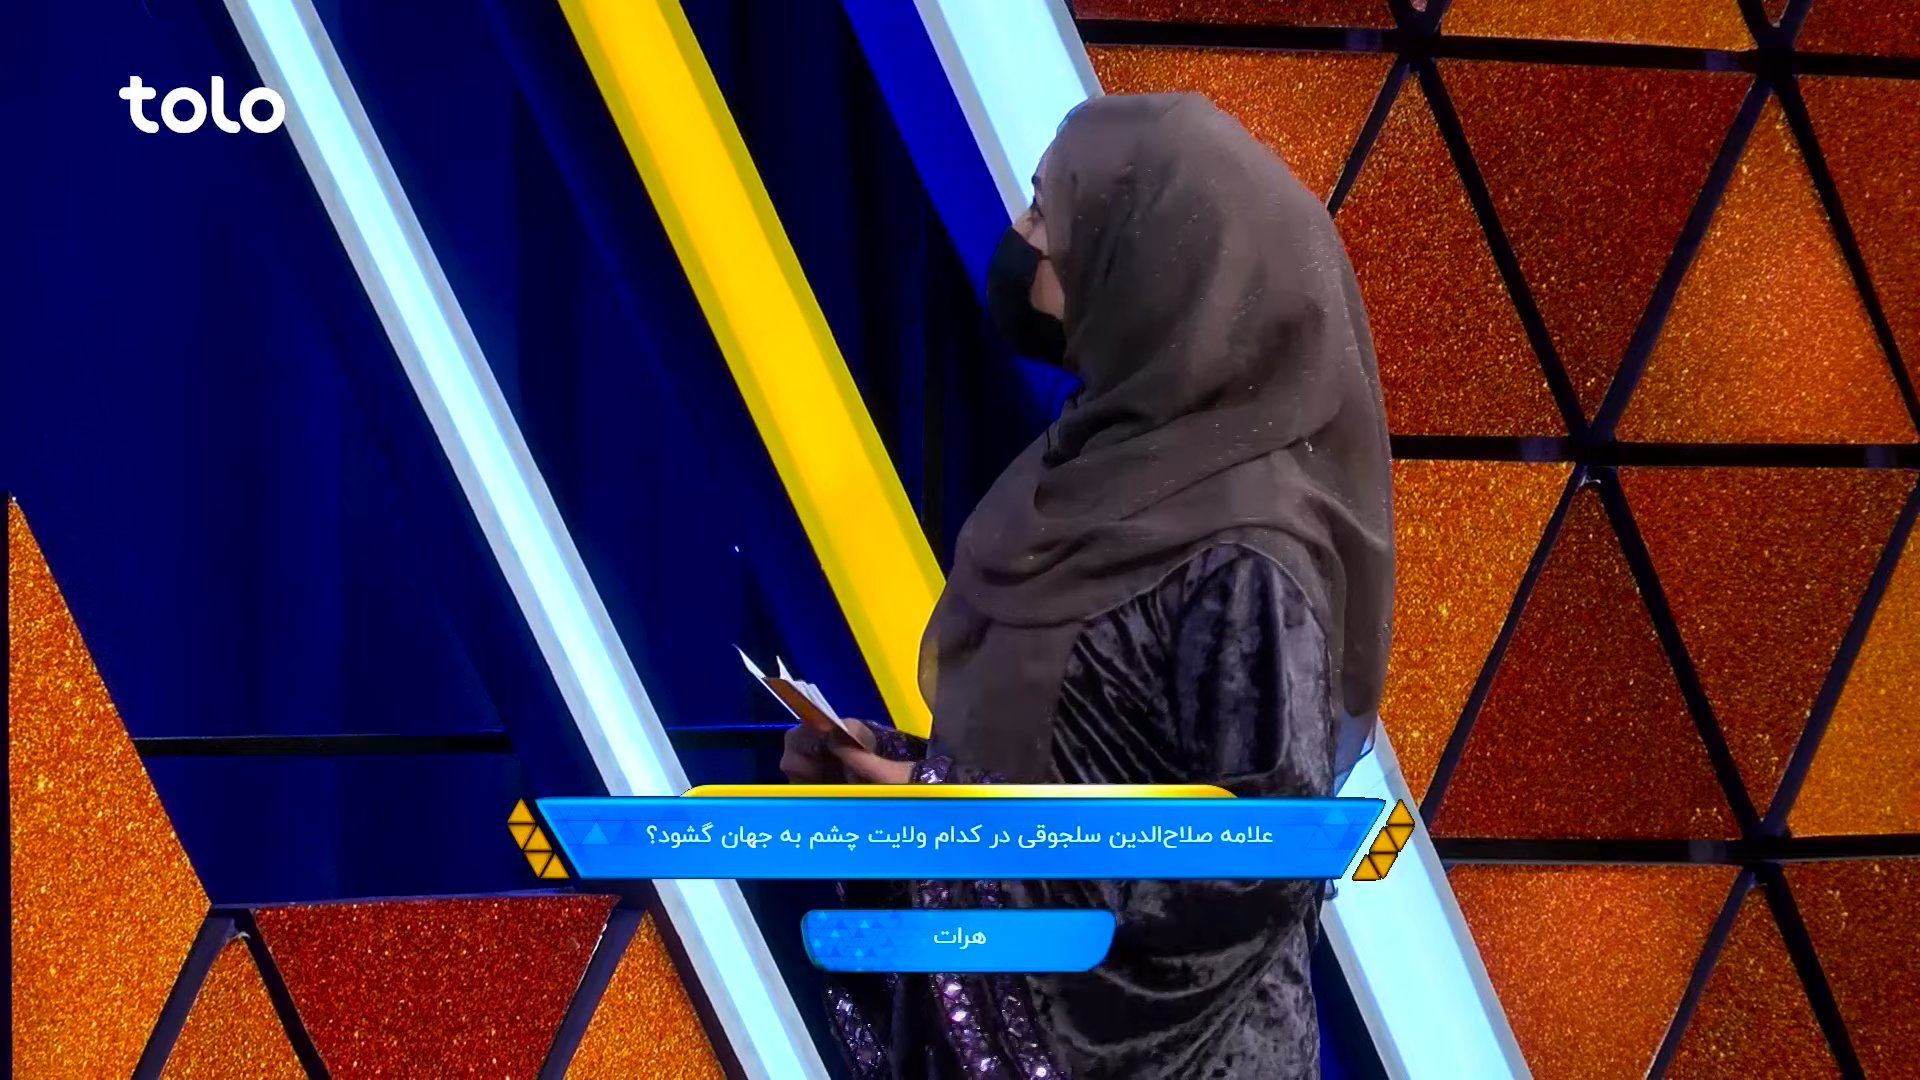 tolo
علامه صلاح‌الدین سلجوقی در کدام ولایت چشم به جهان گشود؟
هرات